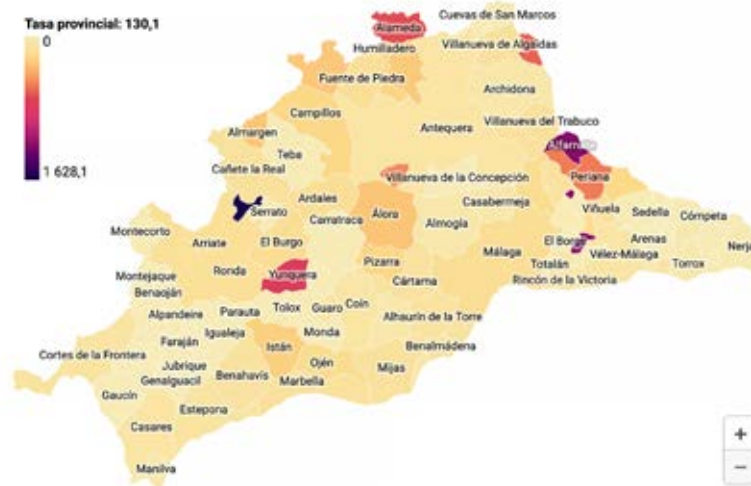 Tasa provincial: 130,1
0
1 628,1
Cuevas de San Marcos
Alameda
Humilladero
Villanueva de Algaidas
Fuente de Piedra
Archidona
Campillos
Villanueva del Trabuco
Antequera
Almargen
Alfarnate
Teba
Cañete la Real
Villanueva de la Concepción
Periana
Ardales
Casabermeja
Serrato
Viñuela
Sedella
Cómpeta
Carratraca
Álora
Almogía
Montecorto
Arriate
El Burgo
El Borge
Arenas
Nerja
Málaga
Vélez-Málaga
Pizarra
Totalán
Torrox
Ronda
Yunquera
Montejaque
Cártama
Rincón de la Victoria
Benaoján
Tolox
Guaro
Coín
Alpandeire
Parauta
Alhaurín de la Torre
Igualeja
Monda
Faraján
Istán
Benalmádena
Cortes de la Frontera
Jubrique
Ojén
Mijas
Genalguacil
Benahavís
Marbella
Gaucín
Estepona
Casares
Manilva
+
−